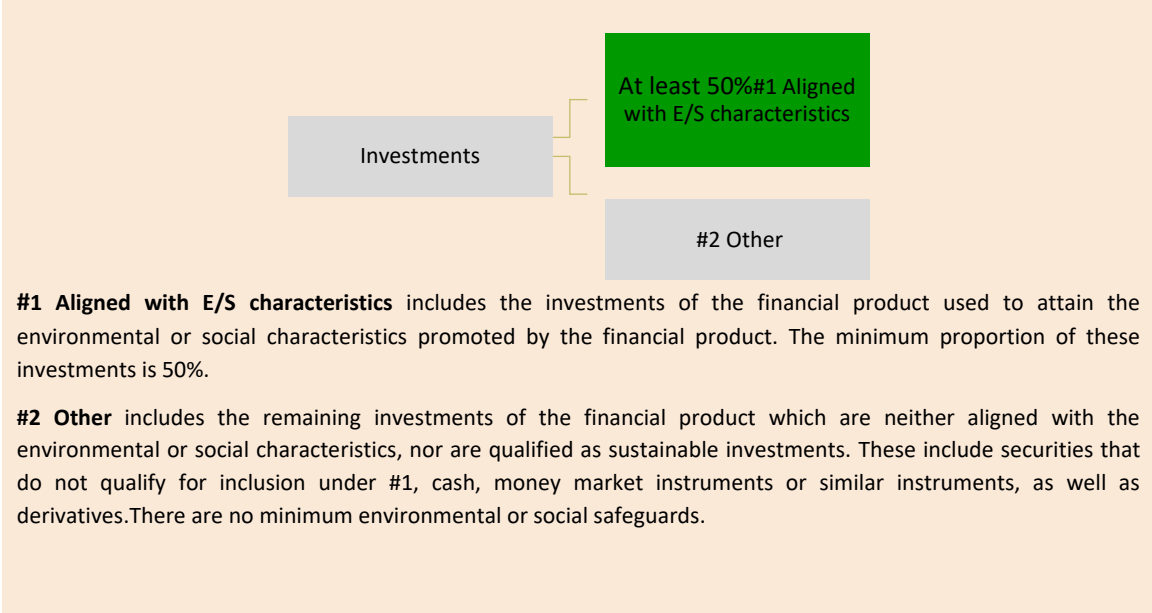 At least 50%#1 Aligned
with E/S characteristics
Investments
#2 Other
#1 Aligned with E/S characteristics includes the investments of the financial product used to attain the
environmental or social characteristics promoted by the financial product. The minimum proportion of these
investments is 50%.
#2 Other includes the remaining investments of the financial product which are neither aligned with the
environmental or social characteristics, nor are qualified as sustainable investments. These include securities that
do not qualify for inclusion under #1, cash, money market instruments or similar instruments, as well as
derivatives.There are no minimum environmental or social safeguards.